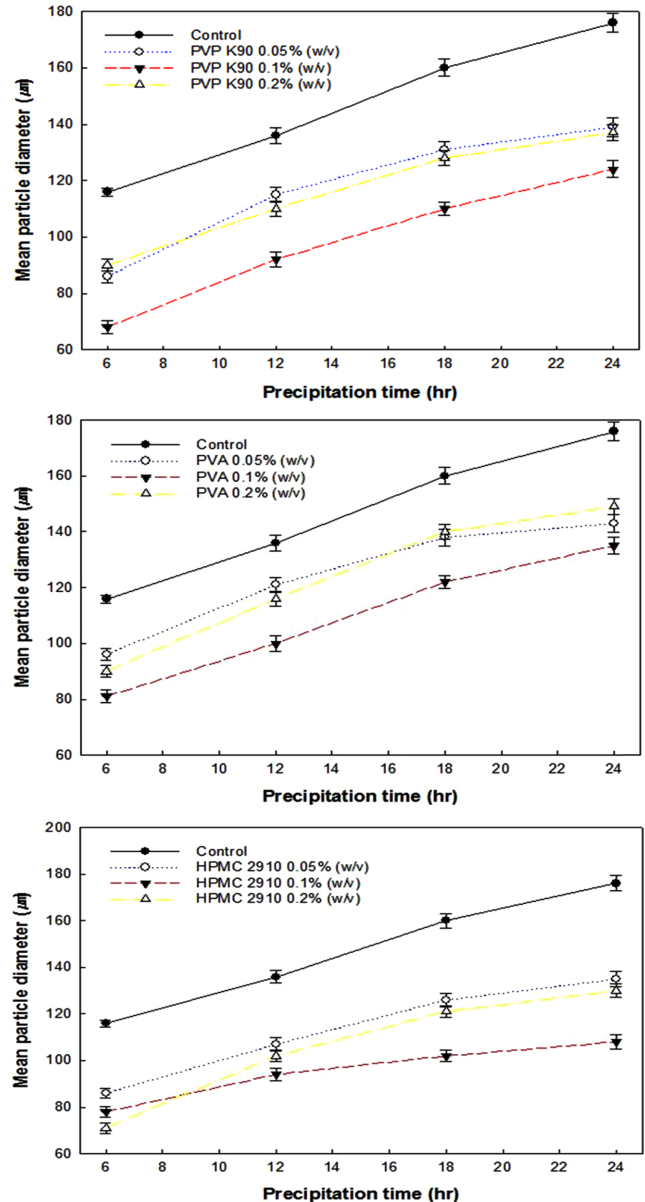 180
160
140
120
100
80
60
Mean particle diameter (㎛)
Control
PVP K90 0.05% (w/v)
PVP K90 0.1% (w/v)
PVP K90 0.2% (w/v)
6 8 10 12 14 16 18 20 22 24
Precipitation time (hr)
180
160
140
120
100
80
60
Mean particle diameter (㎛)
Control
PVA 0.05% (w/v)
PVA 0.1% (w/v)
PVA 0.2% (w/v)
6 8 10 12 14 16 18 20 22 24
Precipitation time (hr)
200
180
160
140
120
100
80
60
Mean particle diameter (㎛)
Control
HPMC 2910 0.05% (w/v)
HPMC 2910 0.1% (w/v)
HPMC 2910 0.2% (w/v)
6 8 10 12 14 16 18 20 22 24
Precipitation time (hr)